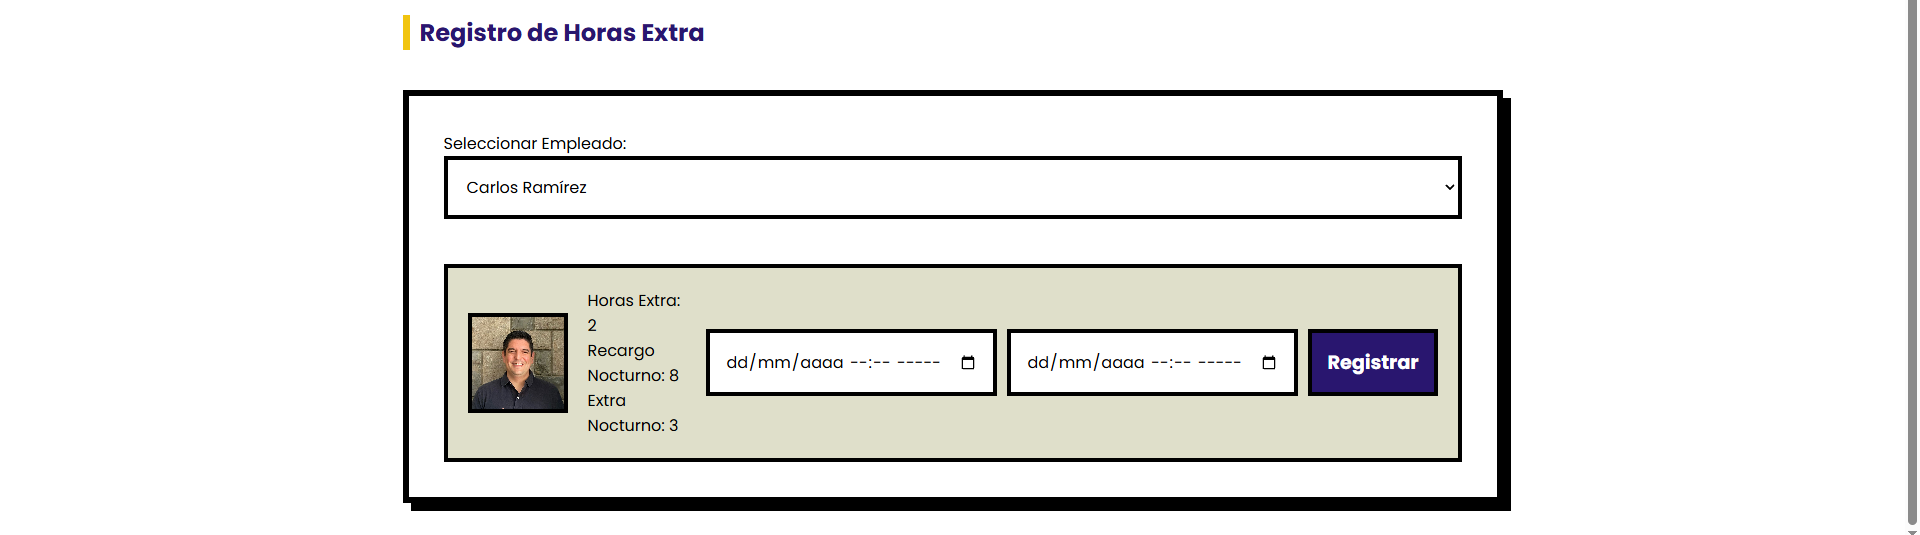 Registro de Horas Extra
Seleccionar Empleado:
Carlos Ramírez
Horas Extra:
2
Recargo
Nocturno: 8
Extra
Nocturno: 3
dd/mm/aaaa --:-- -----
dd/mm/aaaa --:-- -----
Registrar